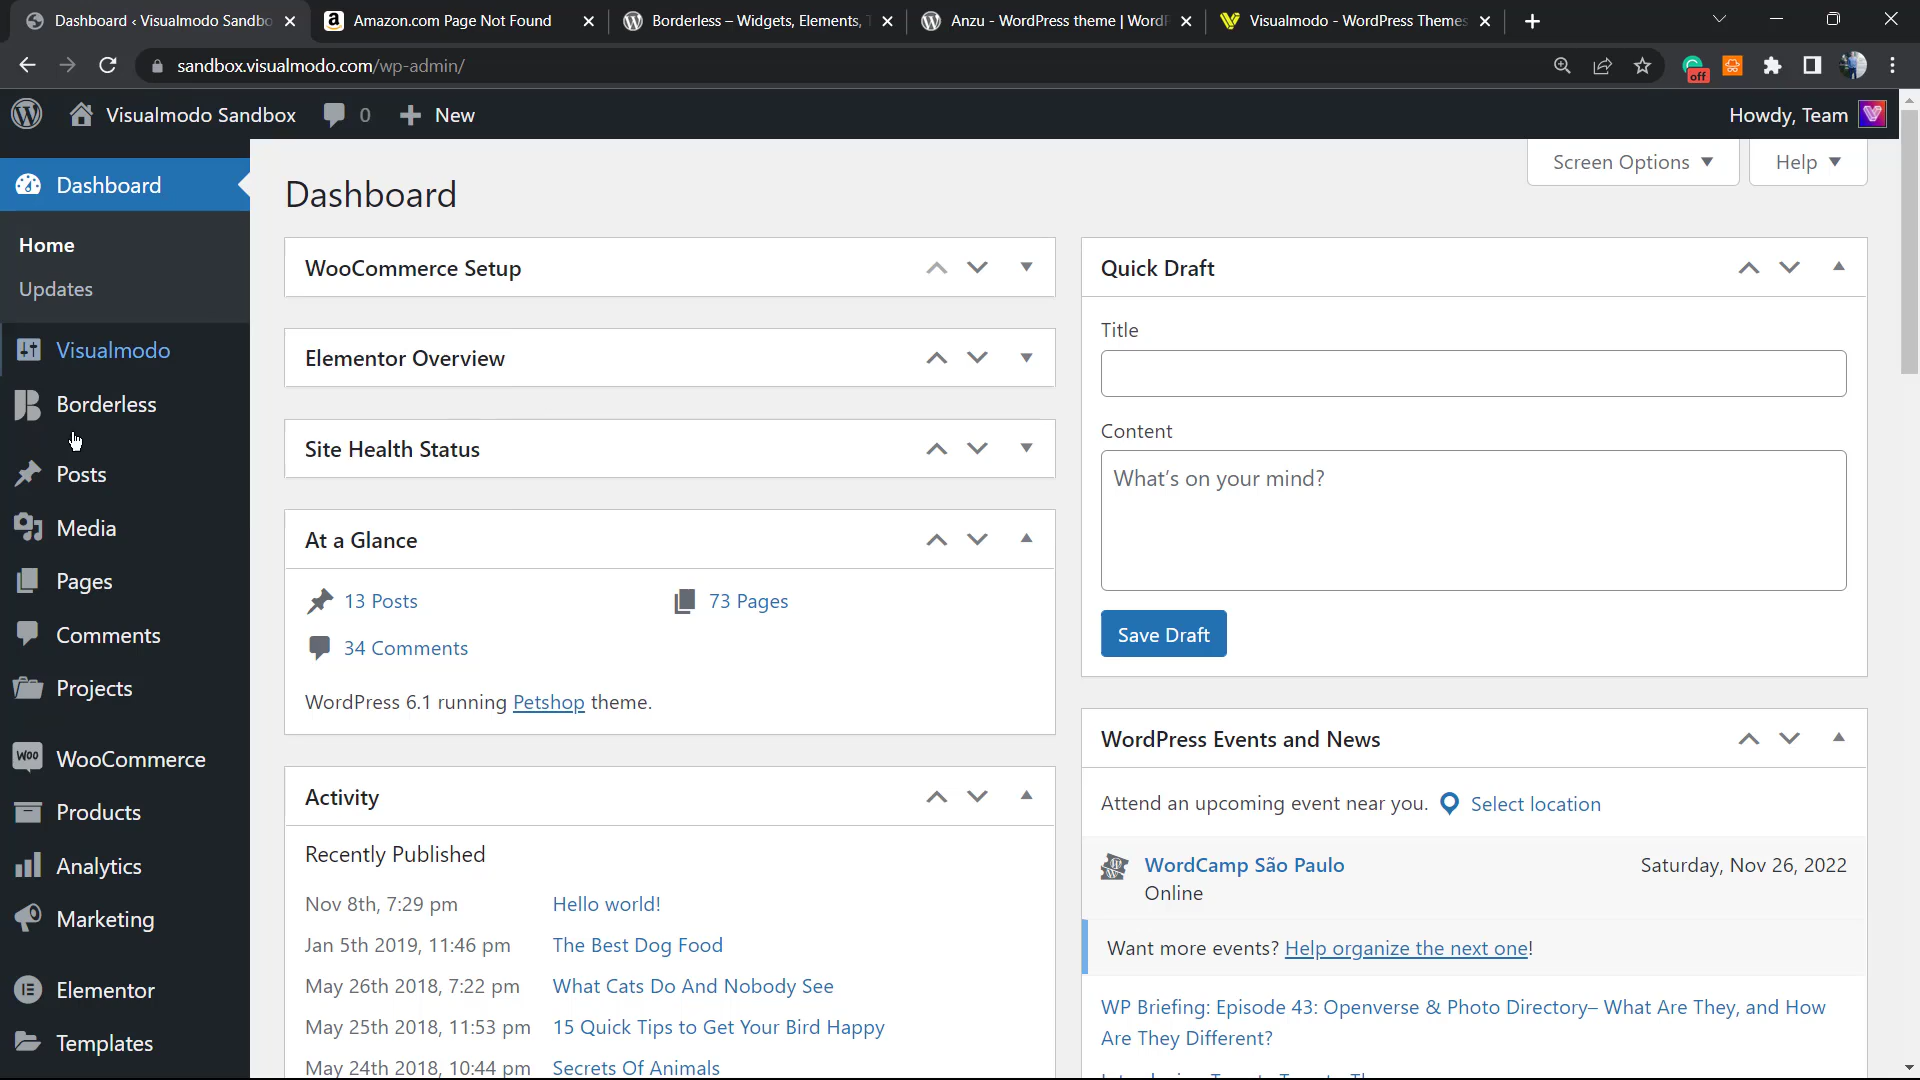 Dashboard ‹ Visualmodo Sandbo
Amazon.com Page Not Found
Borderless – Widgets, Elements,
Anzu - WordPress theme | WordP
Visualmodo - WordPress Themes
sandbox.visualmodo.com/wp-admin/
off
Visualmodo Sandbox
0
New
Howdy, Team
Dashboard
Home
Updates
Visualmodo
Borderless
Posts
Media
Pages
Comments
Projects
WooCommerce
Products
Analytics
Marketing
Elementor
Templates
Screen Options
Help
Dashboard
WooCommerce Setup
Elementor Overview
Site Health Status
At a Glance
13 Posts
73 Pages
34 Comments
WordPress 6.1 running Petshop theme.
Activity
Recently Published
Nov 8th, 7:29 pm Hello world!
Jan 5th 2019, 11:46 pm The Best Dog Food
May 26th 2018, 7:22 pm What Cats Do And Nobody See
May 25th 2018, 11:53 pm 15 Quick Tips to Get Your Bird Happy
May 24th 2018, 10:44 pm Secrets Of Animals
Quick Draft
Title
Content
What's on your mind?
Save Draft
WordPress Events and News
Attend an upcoming event near you. Select location
WordCamp São Paulo
Saturday, Nov 26, 2022
Online
Want more events? Help organize the next one!
WP Briefing: Episode 43: Openverse & Photo Directory– What Are They, and How
Are They Different?